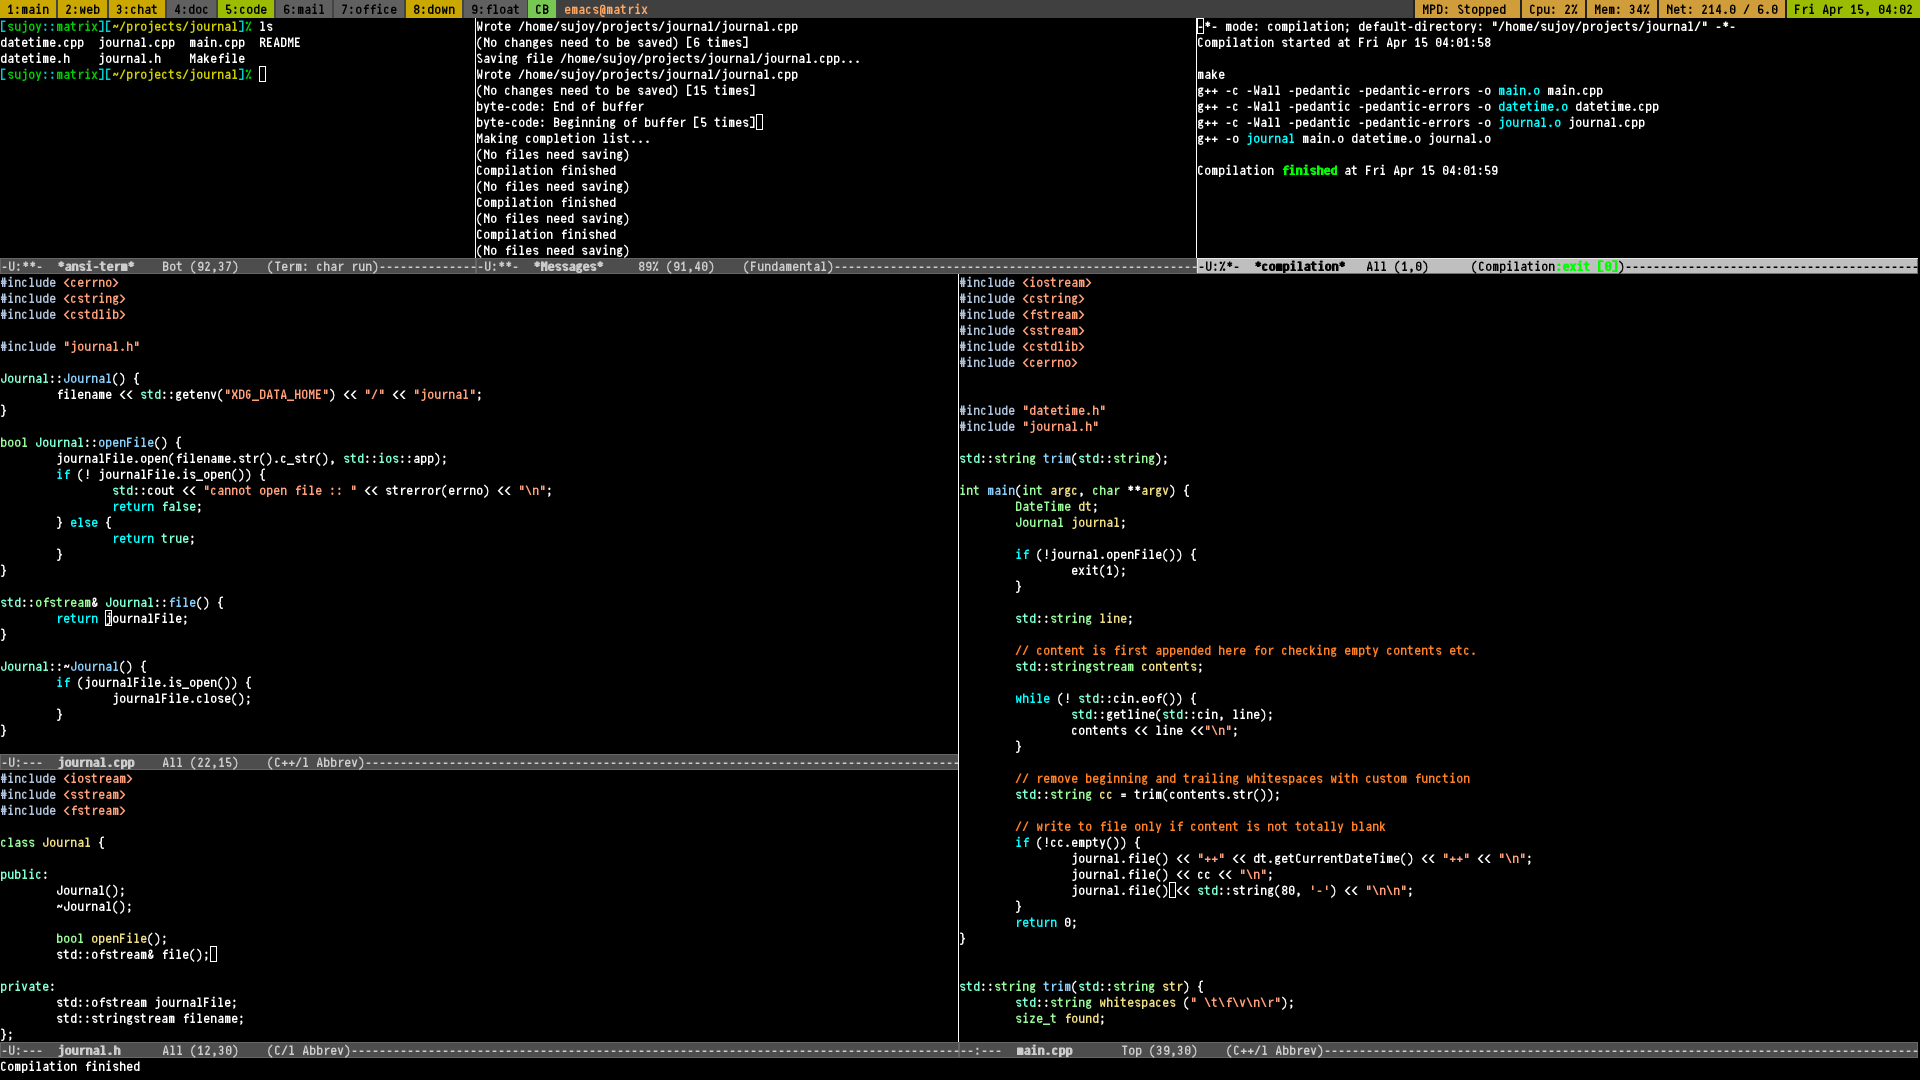 1:main 2:web 3:chat 4:doc 5:code 6:mail 7:office 8:down 9:float CB emacs@matrix MPD: Stopped Cpu: 2% Mem: 34% Net: 214.0 / 6.0 Fri Apr 15, 04:02
[sujoy::matrix][~/projects/journal]% ls
datetime.cpp  journal.cpp  main.cpp  README
datetime.h    journal.h    Makefile
[sujoy::matrix][~/projects/journal]%
-U:**-  *ansi-term*    Bot (92,37)    (Term: char run)-----------
Wrote /home/sujoy/projects/journal/journal.cpp
(No changes need to be saved) [6 times]
Saving file /home/sujoy/projects/journal/journal.cpp...
Wrote /home/sujoy/projects/journal/journal.cpp
(No changes need to be saved) [15 times]
byte-code: End of buffer
byte-code: Beginning of buffer [5 times]
Making completion list...
(No files need saving)
Compilation finished
(No files need saving)
Compilation finished
(No files need saving)
Compilation finished
(No files need saving)
-U:**-  *Messages*     89% (91,40)    (Fundamental)-----------
-*- mode: compilation; default-directory: "/home/sujoy/projects/journal/" -*-
Compilation started at Fri Apr 15 04:01:58
make
g++ -c -Wall -pedantic -pedantic-errors -o main.o main.cpp
g++ -c -Wall -pedantic -pedantic-errors -o datetime.o datetime.cpp
g++ -c -Wall -pedantic -pedantic-errors -o journal.o journal.cpp
g++ -o journal main.o datetime.o journal.o
Compilation finished at Fri Apr 15 04:01:59
-U:%*-  *compilation*   All (1,0)      (Compilation:exit [0])-----------
#include <cerrno>
#include <cstring>
#include <cstdlib>
#include "journal.h"
Journal::Journal() {
        filename << std::getenv("XDG_DATA_HOME") << "/" << "journal";
}
bool Journal::openFile() {
        journalFile.open(filename.str().c_str(), std::ios::app);
        if (! journalFile.is_open()) {
                std::cout << "cannot open file :: " << strerror(errno) << "\n";
                return false;
        } else {
                return true;
        }
}
std::ofstream& Journal::file() {
        return journalFile;
}
Journal::~Journal() {
        if (journalFile.is_open()) {
                journalFile.close();
        }
}
-U:---  journal.cpp    All (22,15)    (C++/l Abbrev)-----------
#include <iostream>
#include <sstream>
#include <fstream>
class Journal {
public:
        Journal();
        ~Journal();
        bool openFile();
        std::ofstream& file();
private:
        std::ofstream journalFile;
        std::stringstream filename;
};
-U:---  journal.h      All (12,30)    (C/l Abbrev)-----------
#include <iostream>
#include <cstring>
#include <fstream>
#include <sstream>
#include <cstdlib>
#include <cerrno>
#include "datetime.h"
#include "journal.h"
std::string trim(std::string);
int main(int argc, char **argv) {
        DateTime dt;
        Journal journal;
        if (!journal.openFile()) {
                exit(1);
        }
        std::string line;
        // content is first appended here for checking empty contents etc.
        std::stringstream contents;
        while (! std::cin.eof()) {
                std::getline(std::cin, line);
                contents << line <<"\n";
        }
        // remove beginning and trailing whitespaces with custom function
        std::string cc = trim(contents.str());
        // write to file only if content is not totally blank
        if (!cc.empty()) {
                journal.file() << "++" << dt.getCurrentDateTime() << "++" << "\n";
                journal.file() << cc << "\n";
                journal.file() << std::string(80, '-') << "\n\n";
        }
        return 0;
}
std::string trim(std::string str) {
        std::string whitespaces (" \t\f\v\n\r");
        size_t found;
--:---  main.cpp       Top (39,30)    (C++/l Abbrev)-----------
Compilation finished